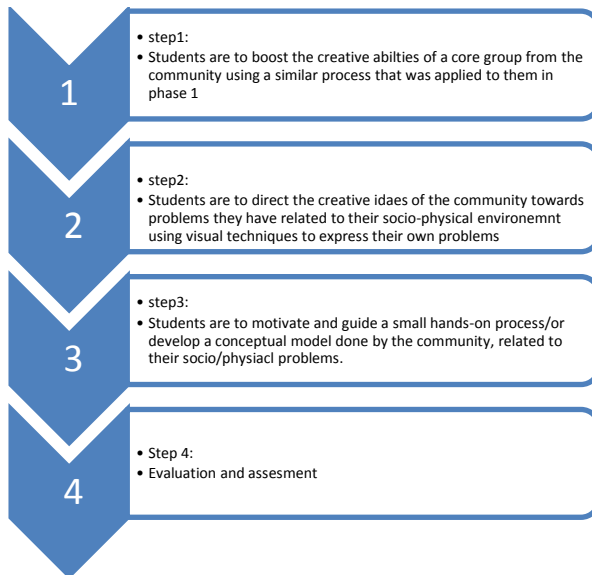 1
• step1:
• Students are to boost the creative abilties of a core group from the
community using a similar process that was applied to them in
phase 1
2
• step2:
• Students are to direct the creative idaes of the community towards
problems they have related to their socio-physical environemnt
using visual techniques to express their own problems
3
• step3:
• Students are to motivate and guide a small hands-on process/or
develop a conceptual model done by the community, related to
their socio/physiacl problems.
4
• Step 4:
• Evaluation and assesment